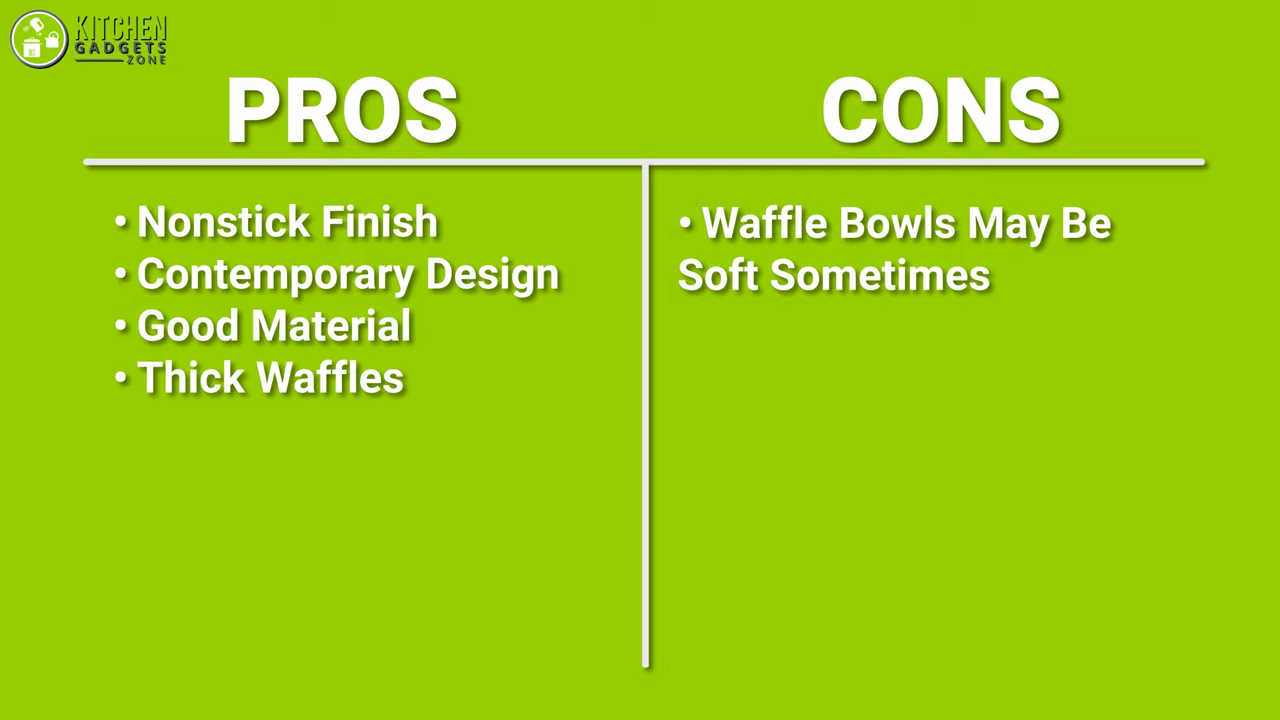 KITCHEN
GADGETS
ZONE
PROS
CONS
• Nonstick Finish
• Contemporary Design
• Good Material
• Thick Waffles
• Waffle Bowls May Be
Soft Sometimes